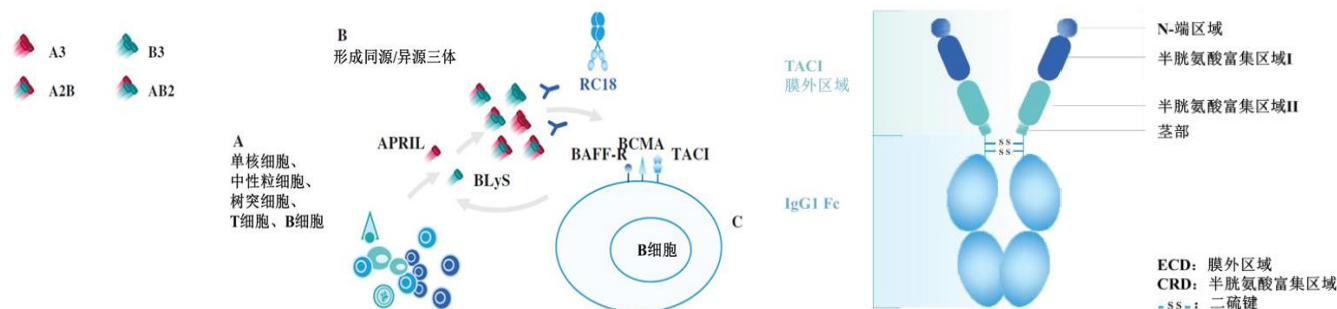 A3
B3
A2B
AB2
B
形成同源/异源三体
RC18
A
单核细胞、
中性粒细胞、
树突细胞、
T细胞、B细胞
APRIL
BLyS
BCMA
BAFF-R
TACI
C
B细胞
TACI
膜外区域
IgG1 Fc
N-端区域
半胱氨酸富集区域I
半胱氨酸富集区域II
茎部
ss
ss
ECD：膜外区域
CRD：半胱氨酸富集区域
-ss-：二硫键